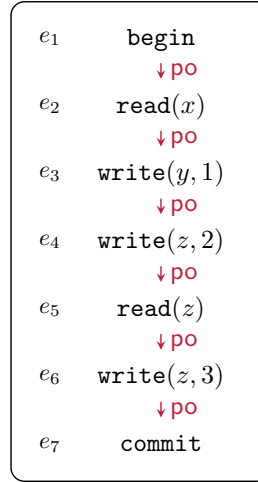 e₁ begin
↓po
e₂ read(x)
↓po
e₃ write(y, 1)
↓po
e₄ write(z, 2)
↓po
e₅ read(z)
↓po
e₆ write(z, 3)
↓po
e₇ commit